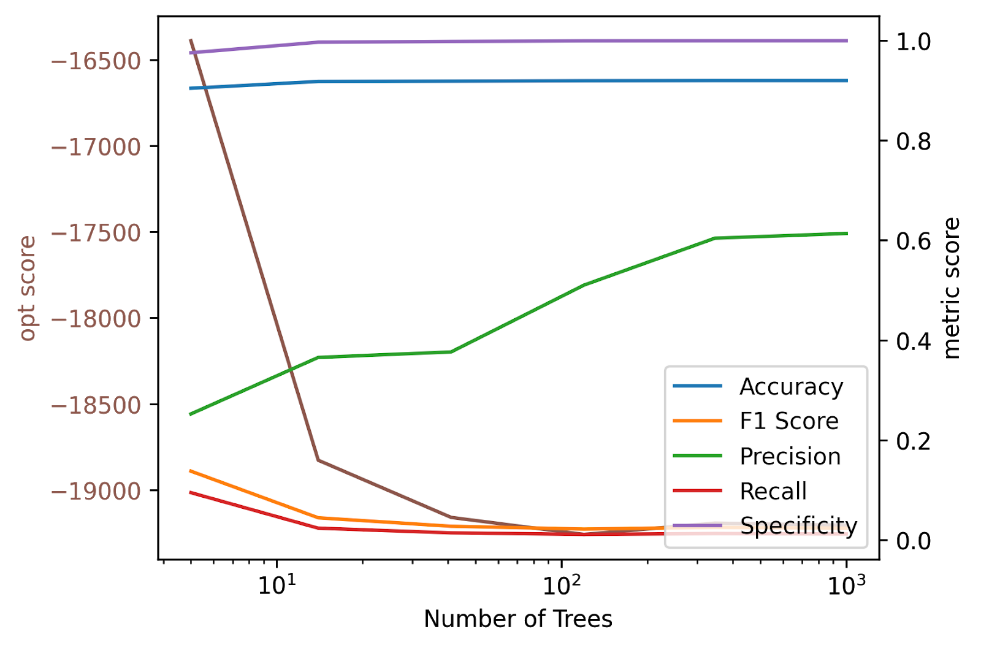 −16500
−17000
−17500
−18000
−18500
−19000
opt score
1.0
0.8
0.6
0.4
0.2
0.0
metric score
Accuracy
F1 Score
Precision
Recall
Specificity
10¹
10²
10³
Number of Trees